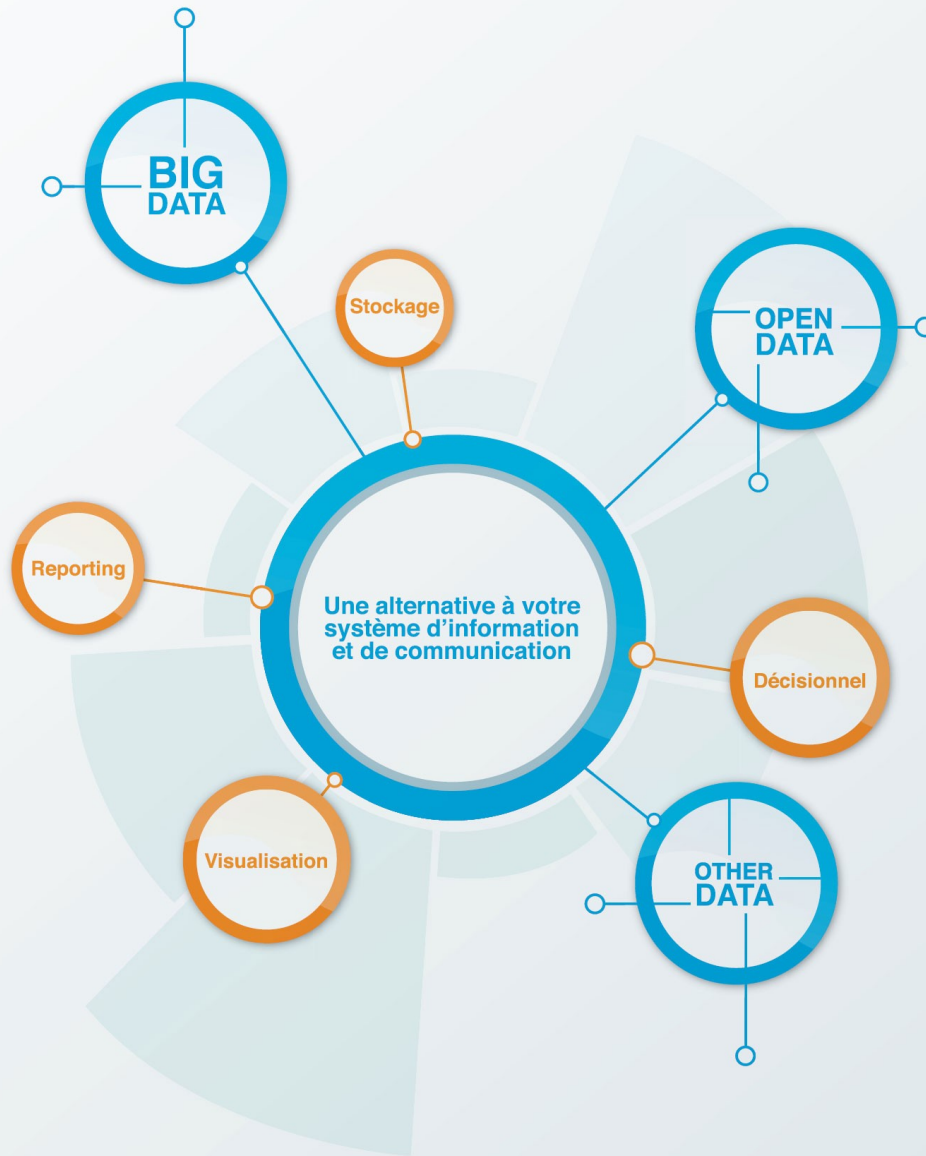 BIG
DATA
Stockage
OPEN
DATA
Reporting
Une alternative à votre
système d'information
et de communication
Décisionnel
Visualisation
OTHER
DATA